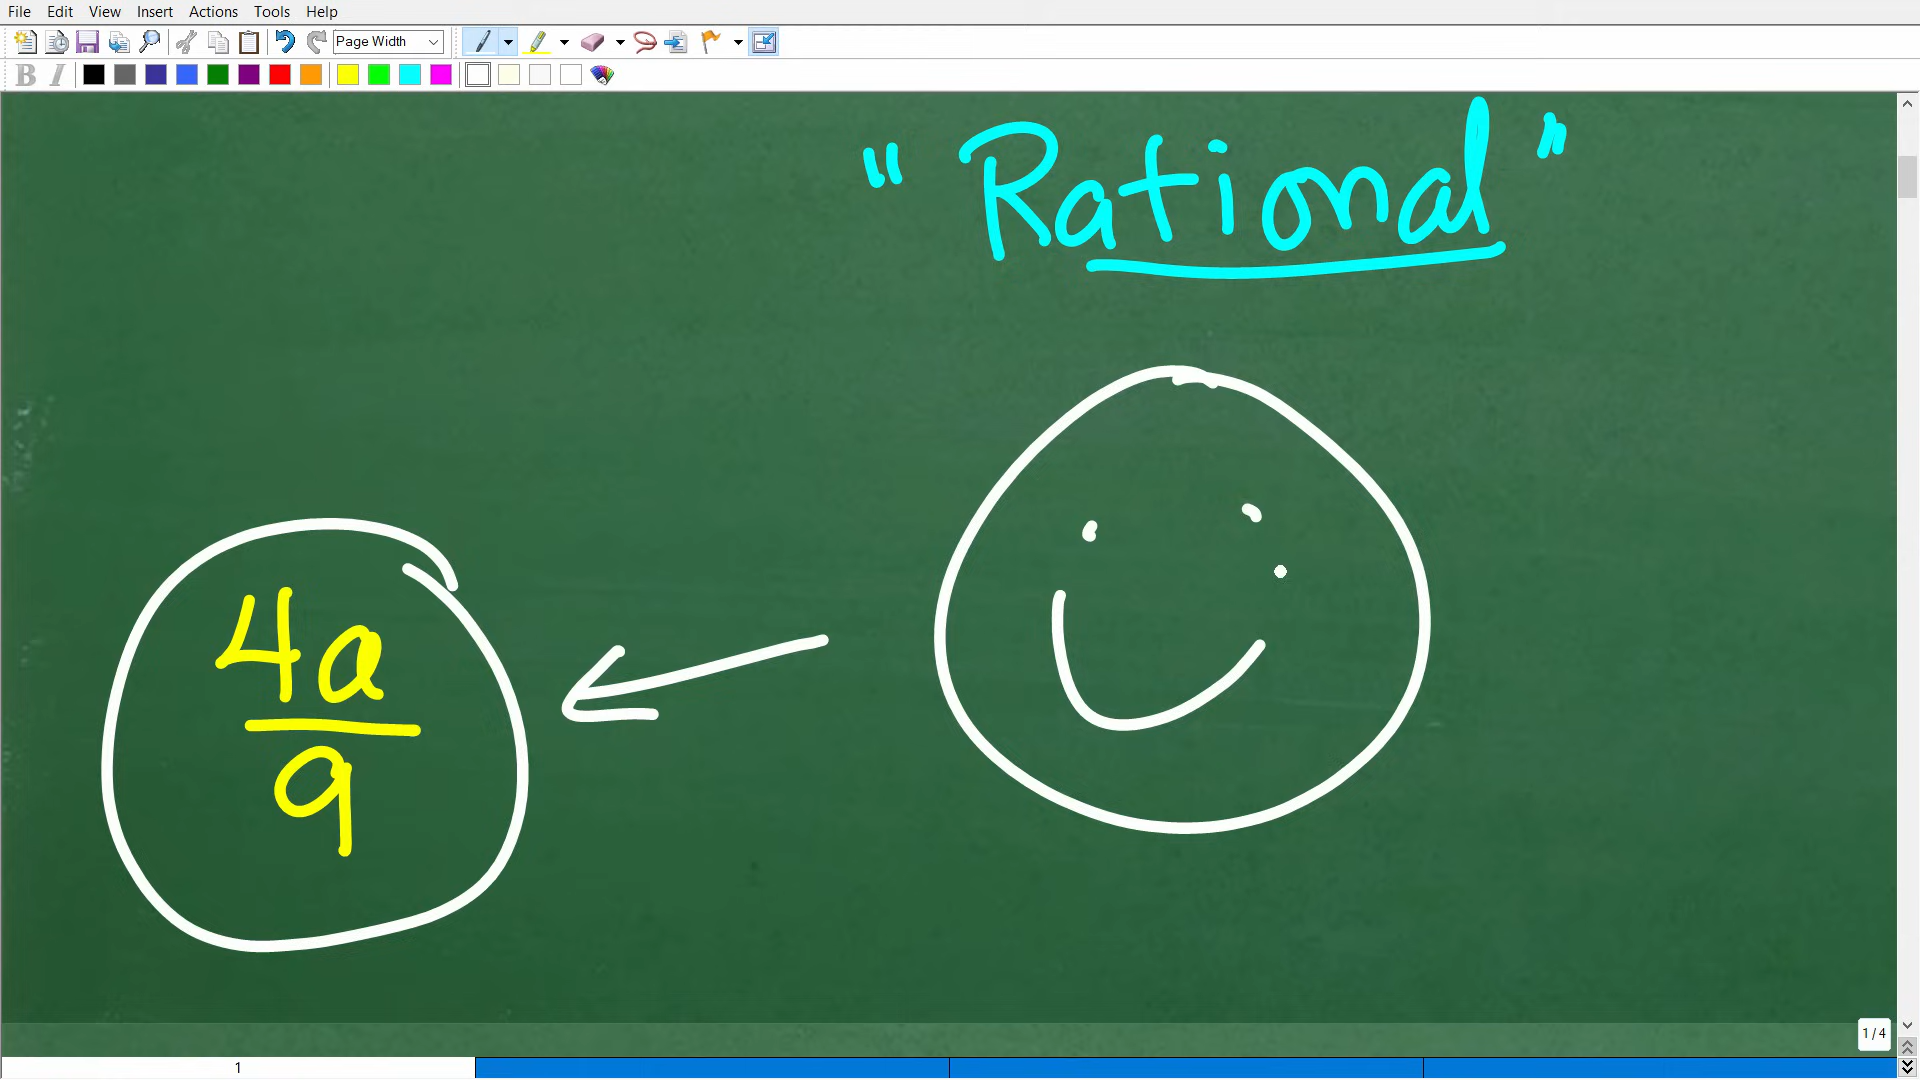 File Edit View Insert Actions Tools Help
Page Width
B I
"Rational"
4a
9
1 / 4
1